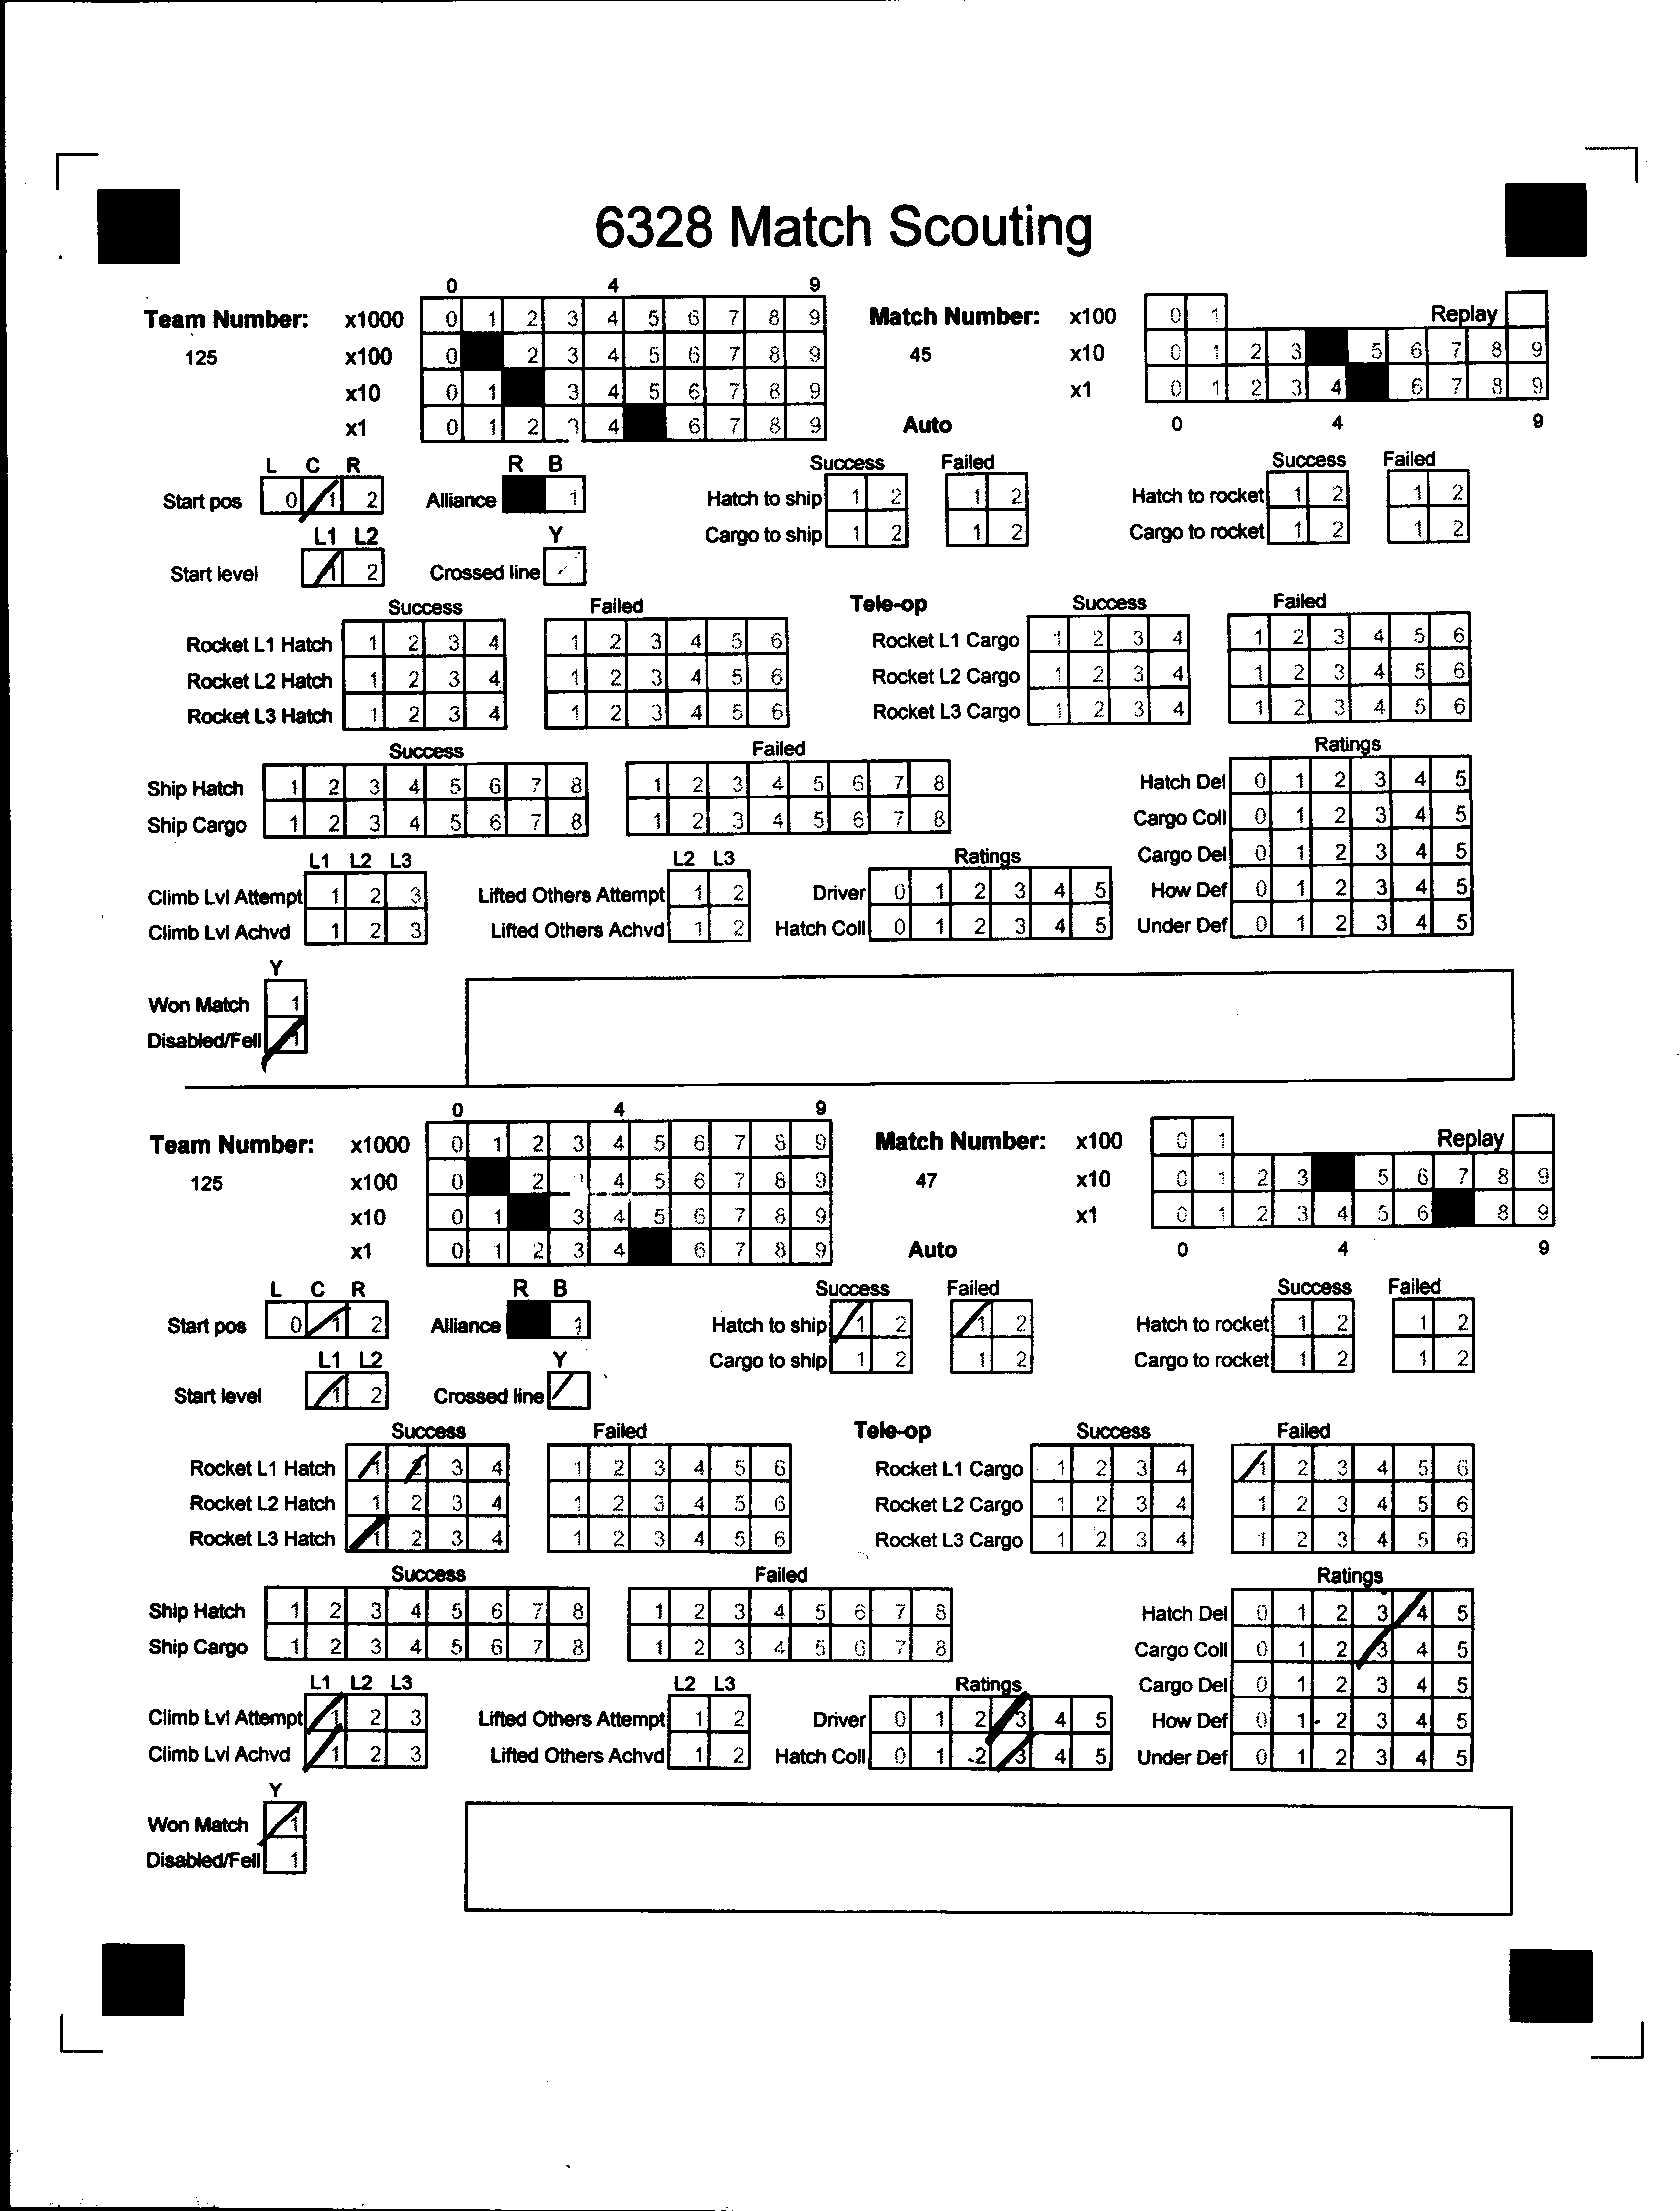 6328 Match Scouting
0 4 9
Team Number: x1000 0 1 2 3 4 5 6 7 8 9 Match Number: x100 0 1 Replay
125 x100 0 2 3 4 5 6 7 8 9 45 x10 0 1 2 3 5 6 7 8 9
x10 0 1 3 4 5 6 7 8 9 x1 0 1 2 3 4 6 7 8 9
x1 0 1 2 4 6 7 8 9 Auto 0 4 9
L C R R B Success Failed Success Failed
Start pos 0 1 2 Alliance 1 Hatch to ship 1 2 1 2 Hatch to rocket 1 2 1 2
L1 L2 Y Cargo to ship 1 2 1 2 Cargo to rocket 1 2 1 2
Start level 1 2 Crossed line
Success Failed Tele-op Success Failed
Rocket L1 Hatch 1 2 3 4 1 2 3 4 5 6 Rocket L1 Cargo 1 2 3 4 1 2 3 4 5 6
Rocket L2 Hatch 1 2 3 4 1 2 3 4 5 6 Rocket L2 Cargo 1 2 3 4 1 2 3 4 5 6
Rocket L3 Hatch 1 2 3 4 1 2 3 4 5 6 Rocket L3 Cargo 1 2 3 4 1 2 3 4 5 6
Success Failed Ratings
Ship Hatch 1 2 3 4 5 6 7 8 1 2 3 4 5 6 7 8 Hatch Del 0 1 2 3 4 5
Ship Cargo 1 2 3 4 5 6 7 8 1 2 3 4 5 6 7 8 Cargo Coll 0 1 2 3 4 5
L1 L2 L3 L2 L3 Ratings Cargo Del 0 1 2 3 4 5
Climb Lvl Attempt 1 2 3 Lifted Others Attempt 1 2 Driver 0 1 2 3 4 5 How Def 0 1 2 3 4 5
Climb Lvl Achvd 1 2 3 Lifted Others Achvd 1 2 Hatch Coll 0 1 2 3 4 5 Under Def 0 1 2 3 4 5
Y
Won Match 1
Disabled/Fell 1
0 4 9
Team Number: x1000 0 1 2 3 4 5 6 7 8 9 Match Number: x100 0 1 Replay
125 x100 0 2 4 5 6 7 8 9 47 x10 0 1 2 3 5 6 7 8 9
x10 0 1 3 4 5 6 7 8 9 x1 0 1 2 3 4 5 6 8 9
x1 0 1 2 3 4 6 7 8 9 Auto 0 4 9
L C R R B Success Failed Success Failed
Start pos 0 1 2 Alliance 1 Hatch to ship 1 2 1 2 Hatch to rocket 1 2 1 2
L1 L2 Y Cargo to ship 1 2 1 2 Cargo to rocket 1 2 1 2
Start level 1 2 Crossed line
Success Failed Tele-op Success Failed
Rocket L1 Hatch 1 2 3 4 1 2 3 4 5 6 Rocket L1 Cargo 1 2 3 4 1 2 3 4 5 6
Rocket L2 Hatch 1 2 3 4 1 2 3 4 5 6 Rocket L2 Cargo 1 2 3 4 1 2 3 4 5 6
Rocket L3 Hatch 1 2 3 4 1 2 3 4 5 6 Rocket L3 Cargo 1 2 3 4 1 2 3 4 5 6
Success Failed Ratings
Ship Hatch 1 2 3 4 5 6 7 8 1 2 3 4 5 6 7 8 Hatch Del 0 1 2 3 4 5
Ship Cargo 1 2 3 4 5 6 7 8 1 2 3 4 5 6 7 8 Cargo Coll 0 1 2 3 4 5
L1 L2 L3 L2 L3 Ratings Cargo Del 0 1 2 3 4 5
Climb Lvl Attempt 1 2 3 Lifted Others Attempt 1 2 Driver 0 1 2 3 4 5 How Def 0 1 2 3 4 5
Climb Lvl Achvd 1 2 3 Lifted Others Achvd 1 2 Hatch Coll 0 1 2 3 4 5 Under Def 0 1 2 3 4 5
Y
Won Match 1
Disabled/Fell 1